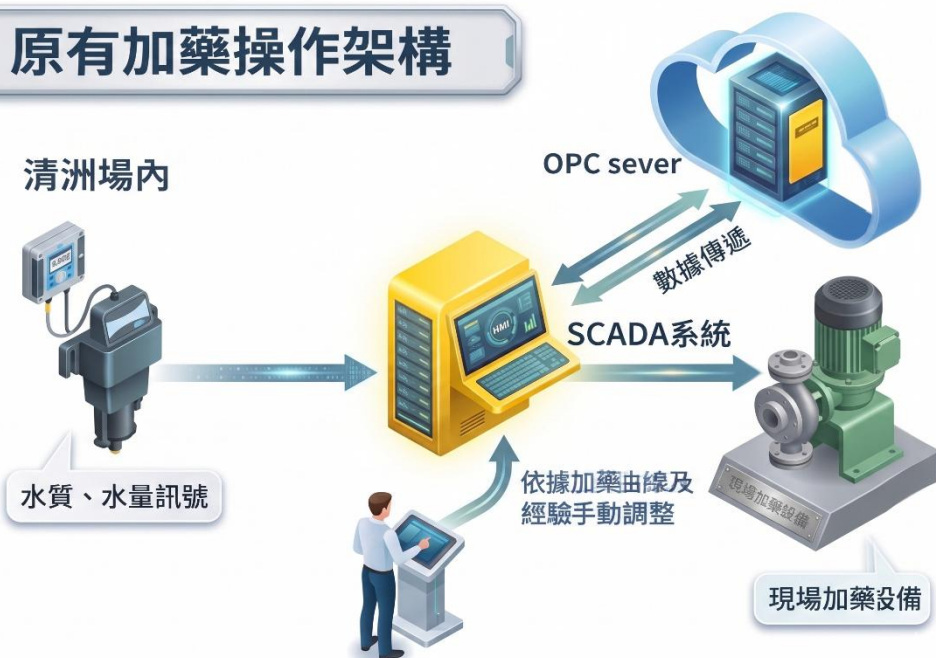 原有加藥操作架構
清洲場內
OPC sever
數據傳遞
HMI
SCADA系統
水質、水量訊號
依據加藥曲線及
經驗手動調整
現場加藥設備
現場加藥設備